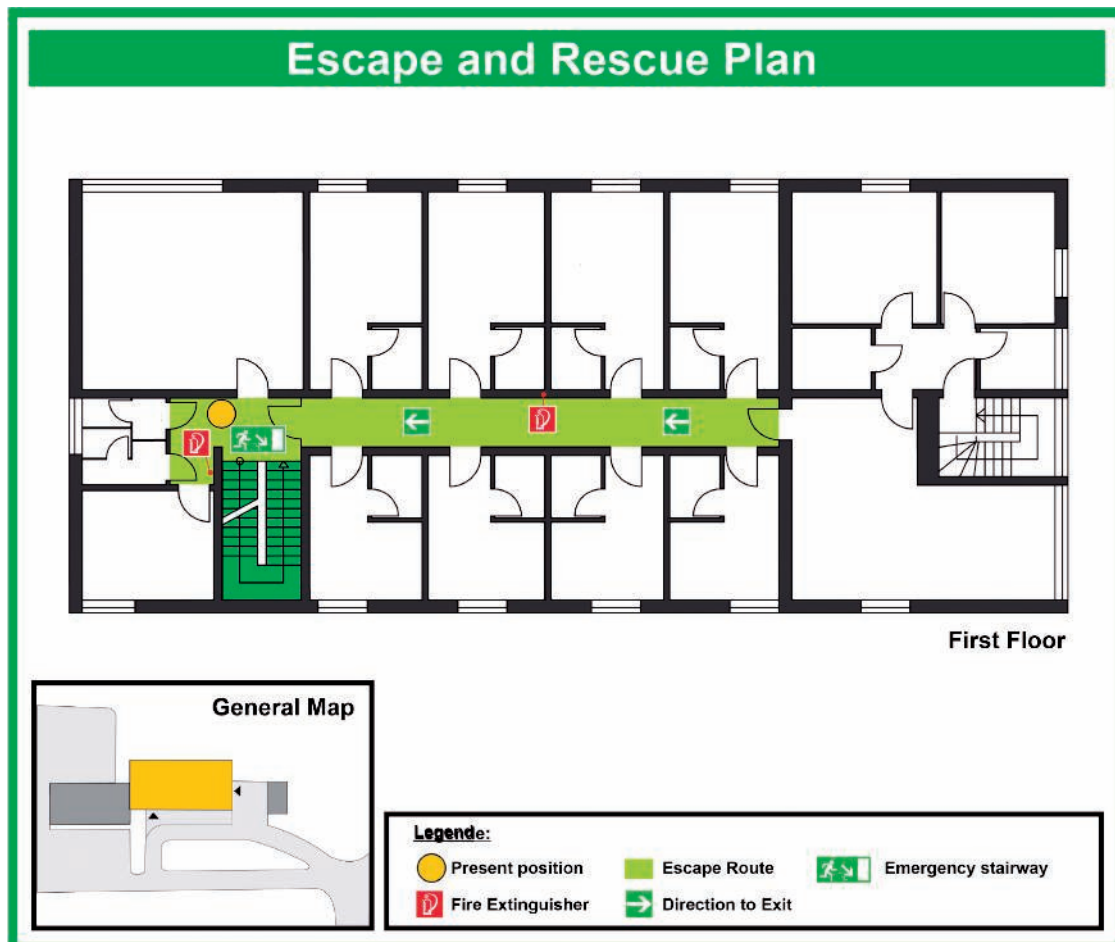 Escape and Rescue Plan
First Floor
General Map
Legende:
Present position
Escape Route
Emergency stairway
Fire Extinguisher
Direction to Exit